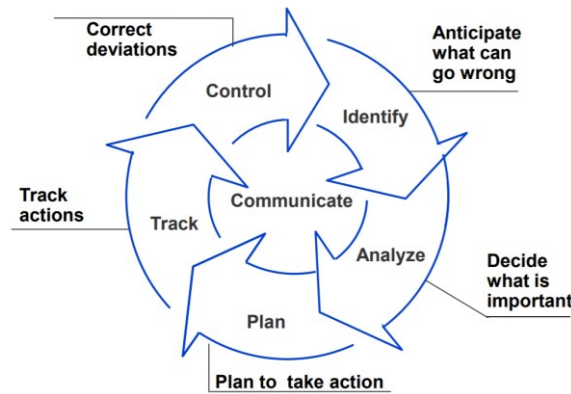 Correct
deviations
Anticipate
what can
go wrong
Control
Identify
Track
actions
Communicate
Track
Analyze
Decide
what is
important
Plan
Plan to take action